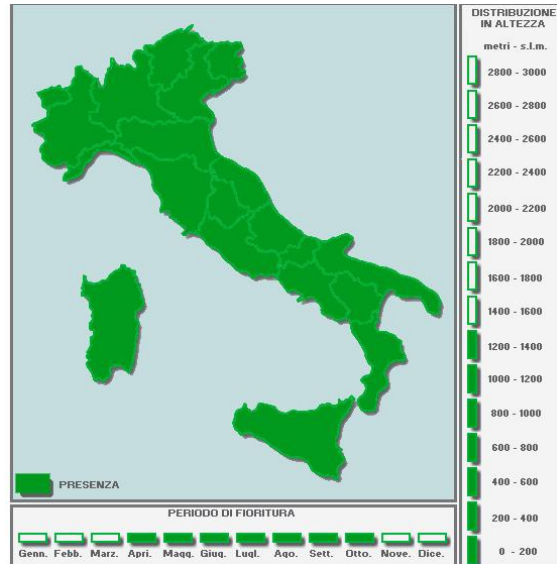 DISTRIBUZIONE
IN ALTEZZA
metri - s.l.m.
2800 - 3000
2600 - 2800
2400 - 2600
2200 - 2400
2000 - 2200
1800 - 2000
1600 - 1800
1400 - 1600
1200 - 1400
1000 - 1200
800 - 1000
600 - 800
400 - 600
200 - 400
0 - 200
PRESENZA
PERIODO DI FIORITURA
Genn. Febb. Marz. Apri. Magg. Giug. Lugl. Ago. Sett. Otto. Nove. Dice.